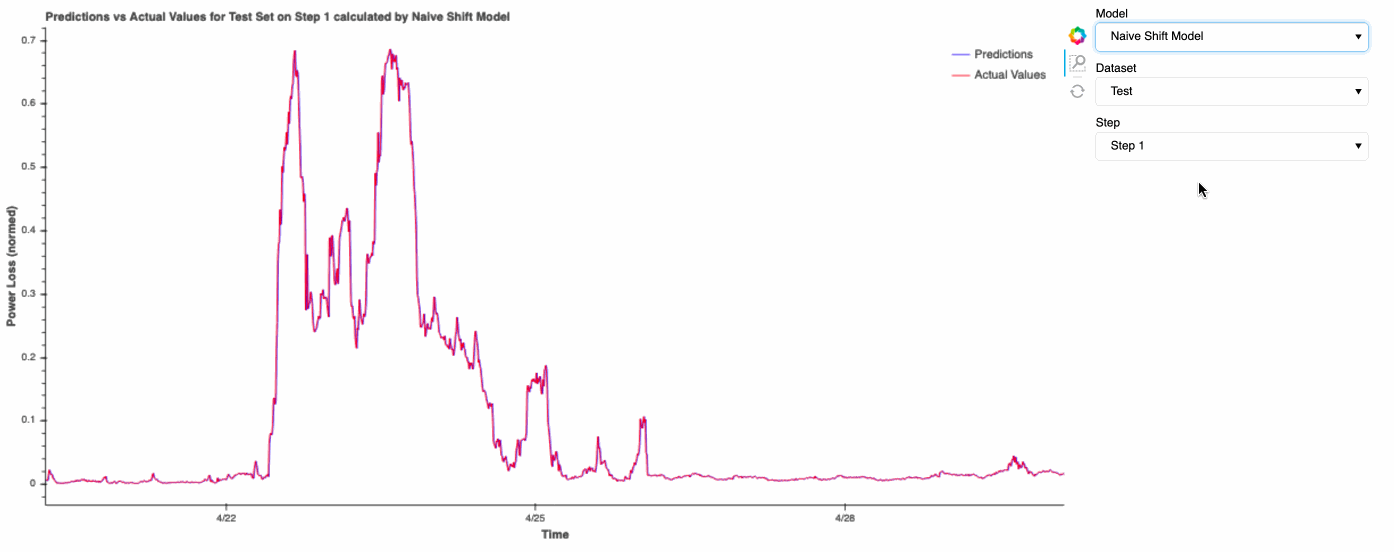 Predictions vs Actual Values for Test Set on Step 1 calculated by Naive Shift Model
Predictions
Actual Values
0.7
0.6
0.5
0.4
0.3
0.2
0.1
0
Power Loss (normed)
4/22
4/25
4/28
Time
Model
Naive Shift Model
Dataset
Test
Step
Step 1